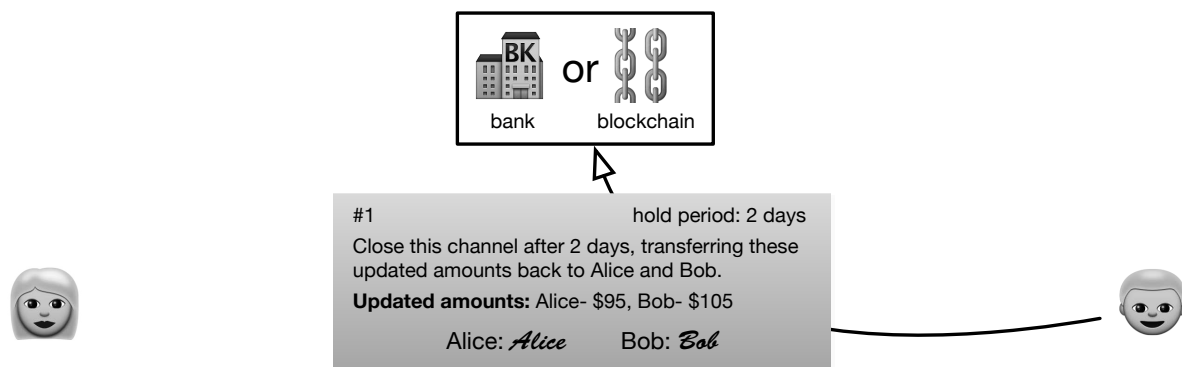 BK
or
bank
blockchain
#1
hold period: 2 days
Close this channel after 2 days, transferring these
updated amounts back to Alice and Bob.
Updated amounts: Alice- $95, Bob- $105
Alice: Alice
Bob: Bob